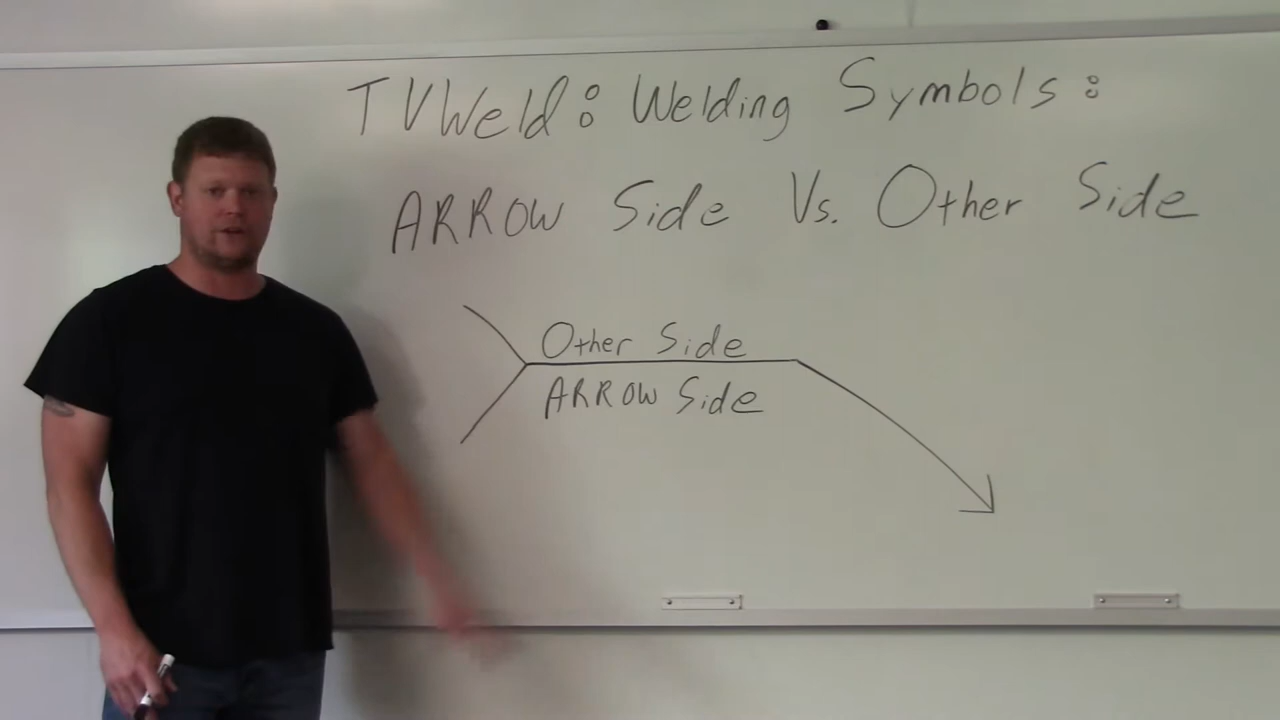 TVWeld: Welding Symbols:
ARROW Side Vs. Other Side
Other Side
ARROW Side